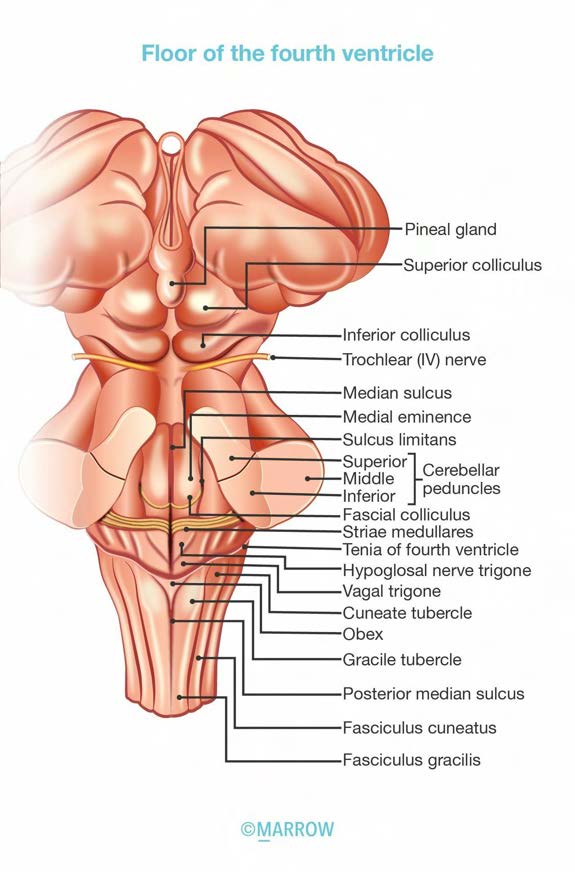 Floor of the fourth ventricle
Pineal gland
Superior colliculus
Inferior colliculus
Trochlear (IV) nerve
Median sulcus
Medial eminence
Sulcus limitans
Superior
Middle
Inferior
Cerebellar
peduncles
Fascial colliculus
Striae medullares
Tenia of fourth ventricle
Hypoglosal nerve trigone
Vagal trigone
Cuneate tubercle
Obex
Gracile tubercle
Posterior median sulcus
Fasciculus cuneatus
Fasciculus gracilis
©MARROW